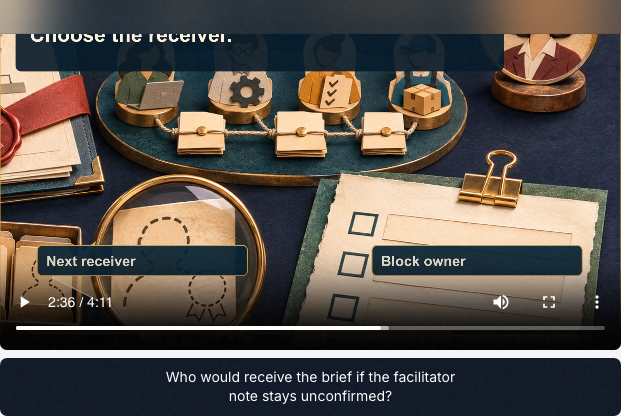 Choose the receiver.
Next receiver
Block owner
2:36 / 4:11
Who would receive the brief if the facilitator
note stays unconfirmed?